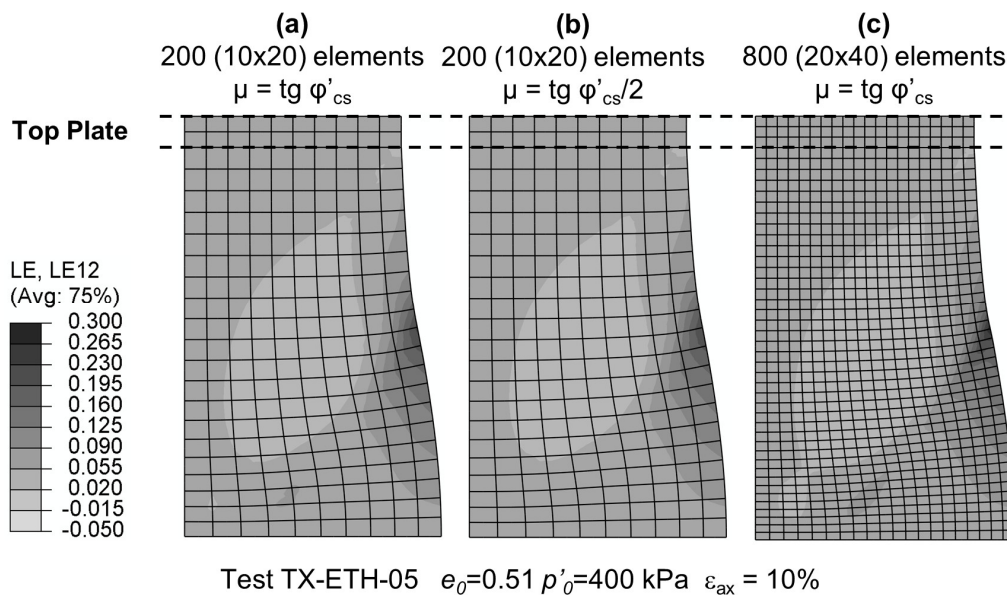 (a)
200 (10x20) elements
μ = tg φ'cs
(b)
200 (10x20) elements
μ = tg φ'cs/2
(c)
800 (20x40) elements
μ = tg φ'cs
Top Plate
LE, LE12
(Avg: 75%)
0.300
0.265
0.230
0.195
0.160
0.125
0.090
0.055
0.020
-0.015
-0.050
Test TX-ETH-05 e0=0.51 p'0=400 kPa εax = 10%